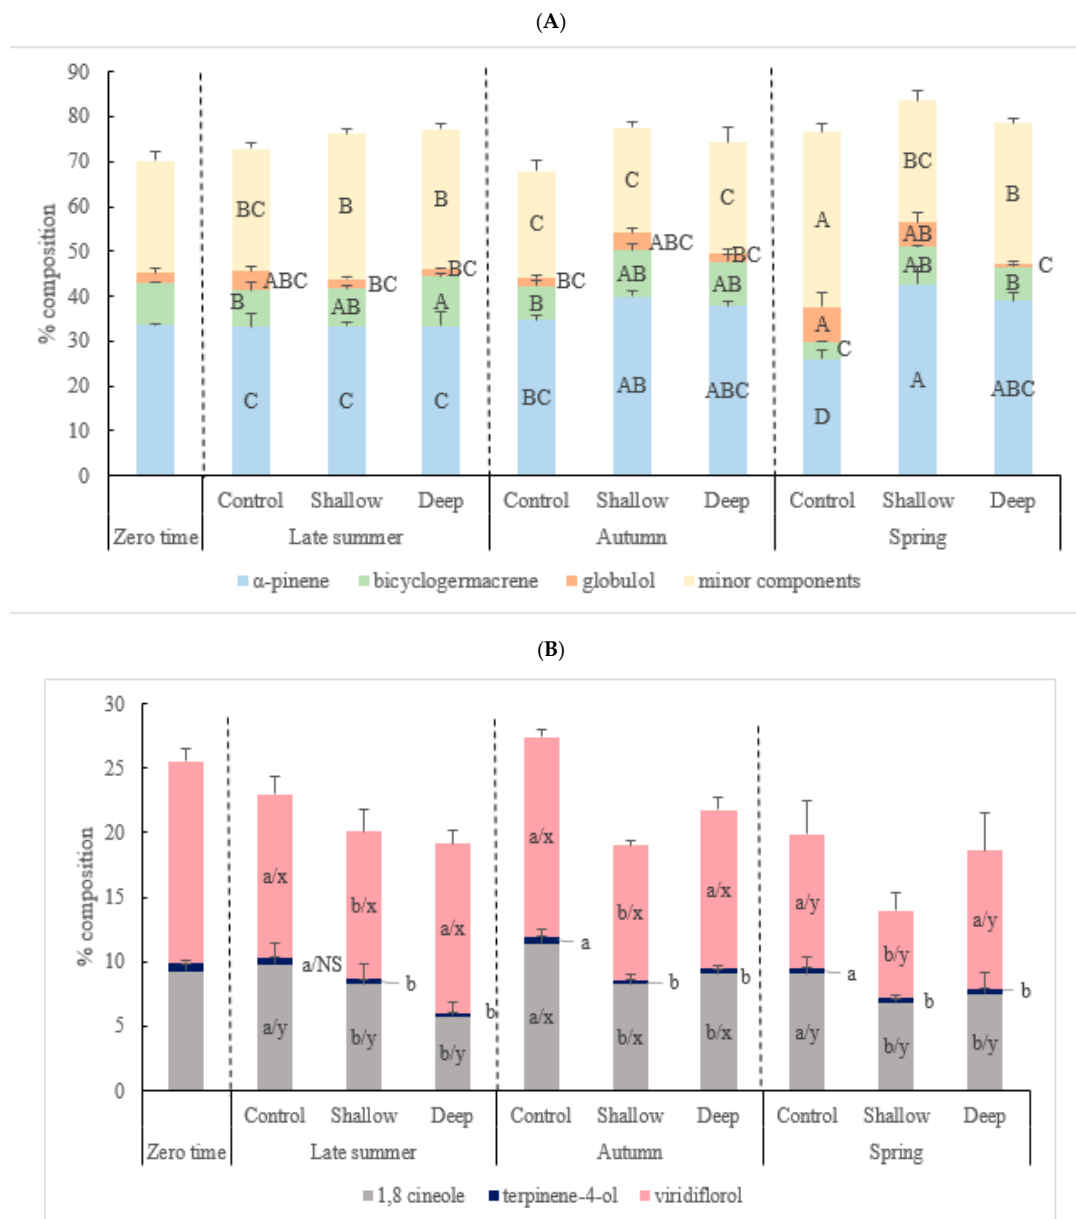 (A)
90
80
70
60
50
40
30
20
10
0
% composition
BC B B C C C A BC B
ABC BC BC BC ABC BC A AB C
B AB A B AB AB C AB B
C C C BC AB ABC D A ABC
Control Shallow Deep Control Shallow Deep Control Shallow Deep
Zero time Late summer Autumn Spring
α-pinene bicyclogermacrene globulol minor components
(B)
30
25
20
15
10
5
0
% composition
a/x b/x a/x a/x b/x a/x a/y b/y a/y
a/NS b b a b b a b b
a/y b/y b/y a/x b/x b/x a/y b/y b/y
Control Shallow Deep Control Shallow Deep Control Shallow Deep
Zero time Late summer Autumn Spring
1,8 cineole terpinene-4-ol viridiflorol